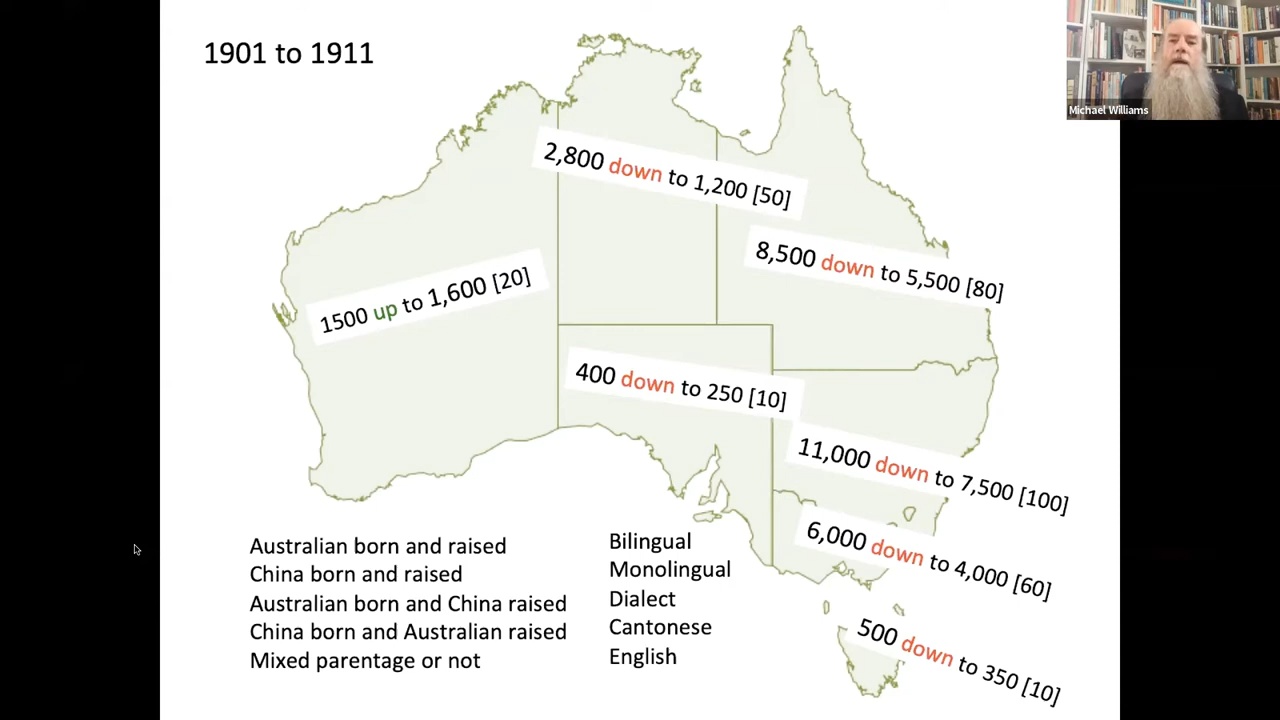 1901 to 1911
Michael Williams
2,800 down to 1,200 [50]
8,500 down to 5,500 [80]
1500 up to 1,600 [20]
400 down to 250 [10]
11,000 down to 7,500 [100]
6,000 down to 4,000 [60]
500 down to 350 [10]
Australian born and raised
China born and raised
Australian born and China raised
China born and Australian raised
Mixed parentage or not
Bilingual
Monolingual
Dialect
Cantonese
English